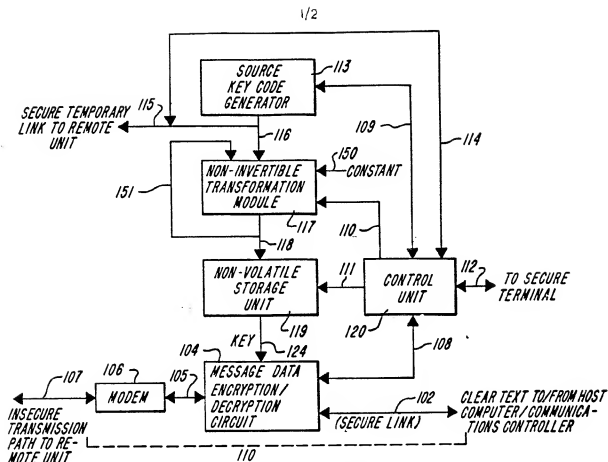 1/2
SOURCE
KEY CODE
GENERATOR
113
SECURE TEMPORARY
LINK TO REMOTE
UNIT
115
116
109
114
150
CONSTANT
NON-INVERTIBLE
TRANSFORMATION
MODULE
151
117
110
118
NON-VOLATILE
STORAGE
UNIT
111
CONTROL
UNIT
112
TO SECURE
TERMINAL
119
120
KEY
124
104
108
107
106
MODEM
105
MESSAGE DATA
ENCRYPTION/
DECRYPTION
CIRCUIT
102
(SECURE LINK)
CLEAR TEXT TO/FROM HOST
COMPUTER/COMMUNICA-
TIONS CONTROLLER
INSECURE
TRANSMISSION
PATH TO RE-
MOTE UNIT
110